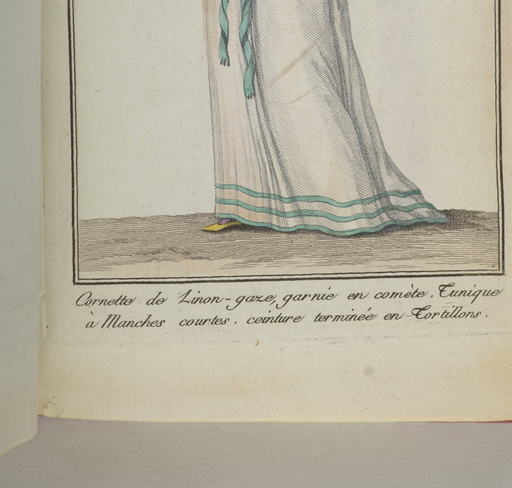 Cornette de Linon-gaze, garnie en comète. Tunique
à Manches courtes. ceinture terminée en Tortillons.